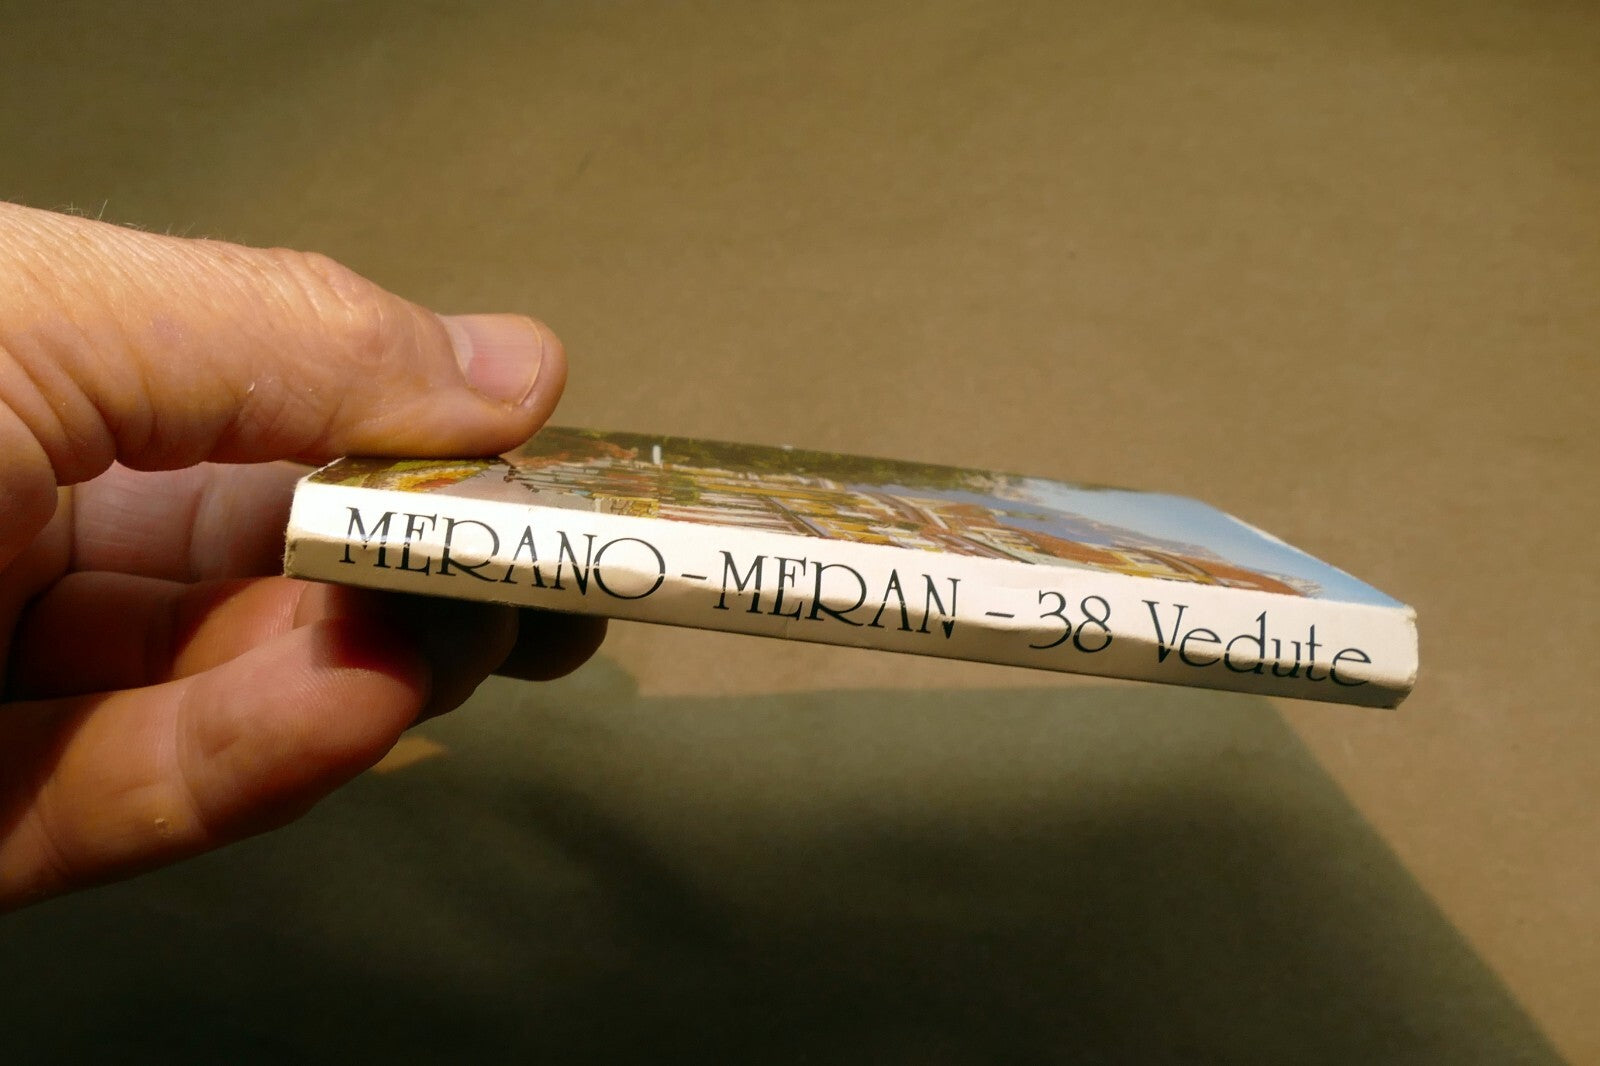 MERANO - MERAN - 38 Vedute